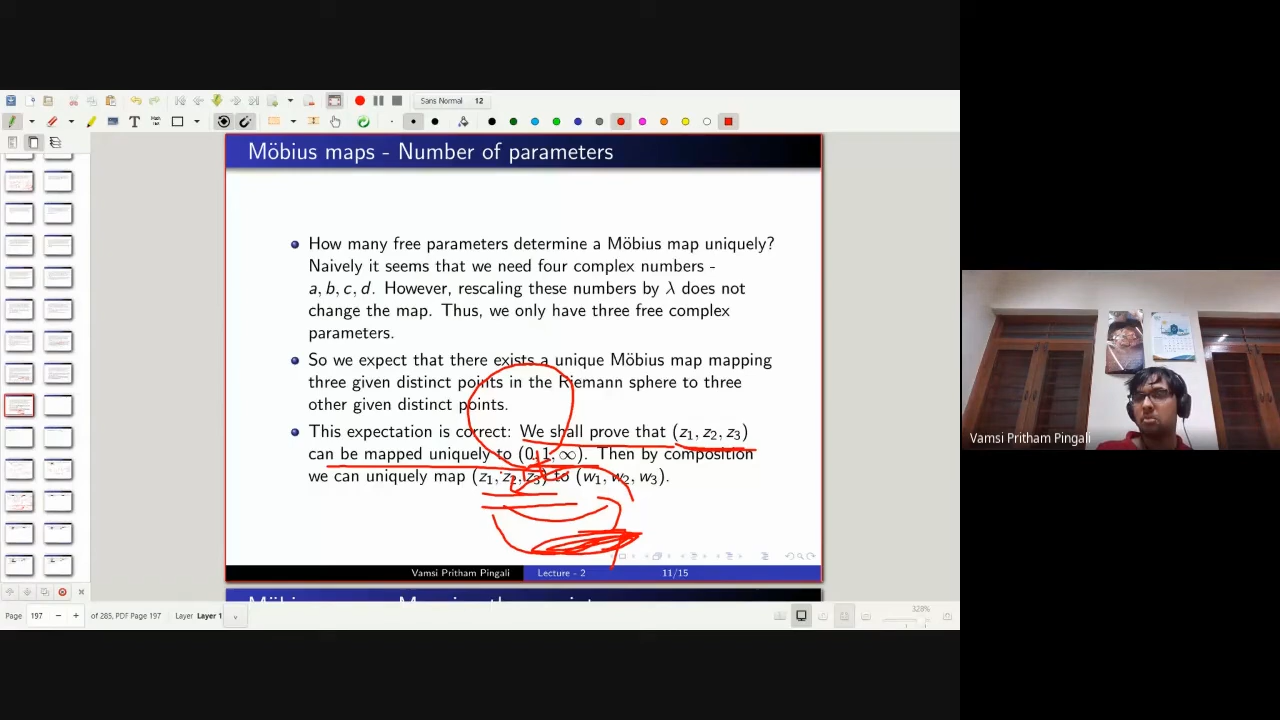 Sans Normal 12
Möbius maps - Number of parameters
How many free parameters determine a Möbius map uniquely?
Naively it seems that we need four complex numbers -
a, b, c, d. However, rescaling these numbers by λ does not
change the map. Thus, we only have three free complex
parameters.
So we expect that there exists a unique Möbius map mapping
three given distinct points in the Riemann sphere to three
other given distinct points.
This expectation is correct: We shall prove that (z₁, z₂, z₃)
can be mapped uniquely to (0, 1, ∞). Then by composition
we can uniquely map (z₁, z₂, z₃) to (w₁, w₂, w₃).
Vamsi Pritham Pingali Lecture - 2 11/15
Page 197 of 285, PDF Page 197 Layer Layer 1 328%
Vamsi Pritham Pingali